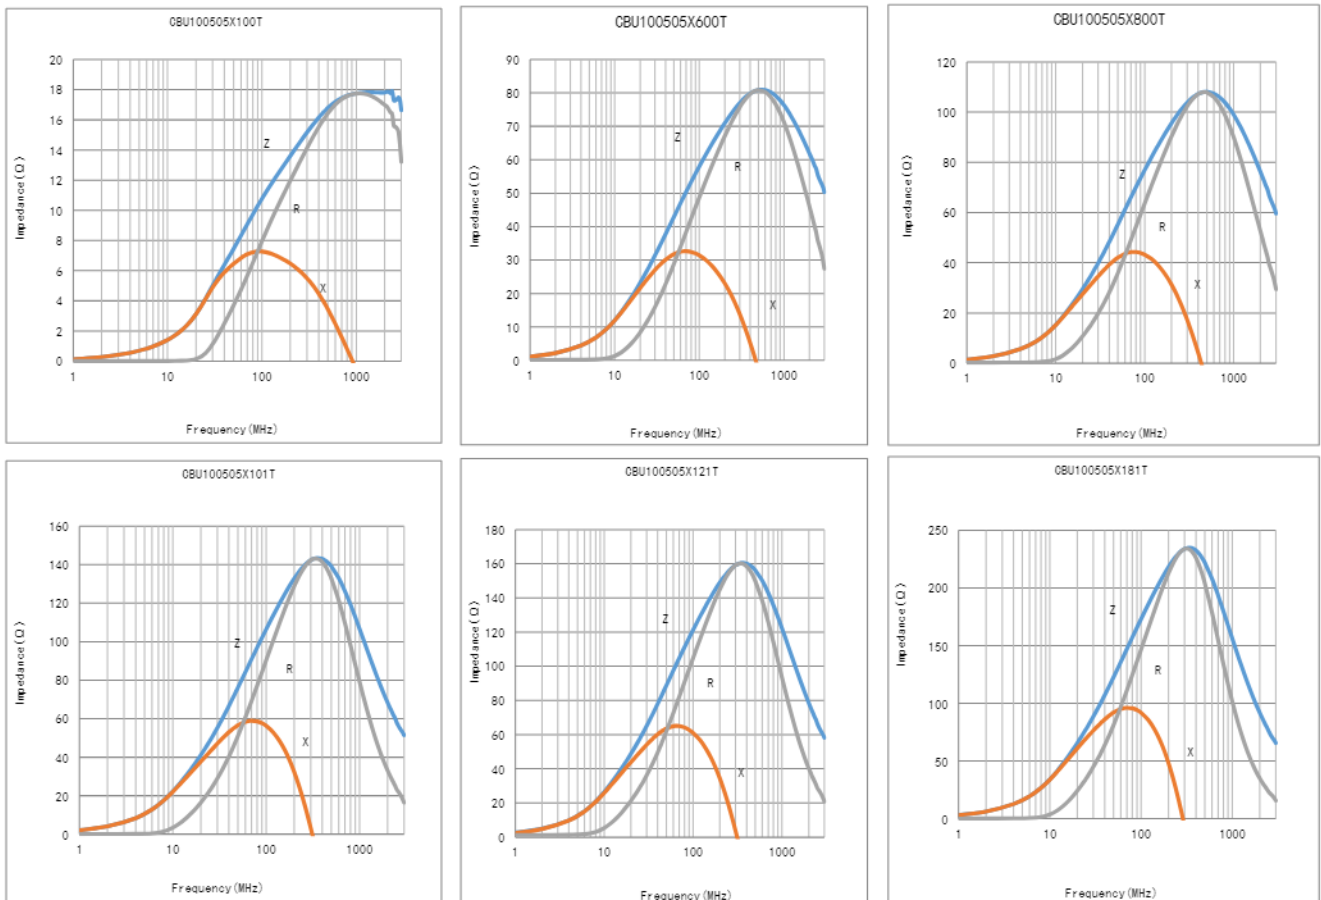 CBU100505X100T
20
18
16
14
12
10
8
6
4
2
0
Impedance(Ω)
Z
R
X
1 10 100 1000
Frequency(MHz)
CBU100505X600T
90
80
70
60
50
40
30
20
10
0
Impedance(Ω)
Z
R
X
1 10 100 1000
Frequency(MHz)
CBU100505X800T
120
100
80
60
40
20
0
Impedance(Ω)
Z
R
X
1 10 100 1000
Frequency(MHz)
CBU100505X101T
160
140
120
100
80
60
40
20
0
Impedance(Ω)
Z
R
X
1 10 100 1000
Frequency(MHz)
CBU100505X121T
180
160
140
120
100
80
60
40
20
0
Impedance(Ω)
Z
R
X
1 10 100 1000
Frequency(MHz)
CBU100505X181T
250
200
150
100
50
0
Impedance(Ω)
Z
R
X
1 10 100 1000
Frequency(MHz)